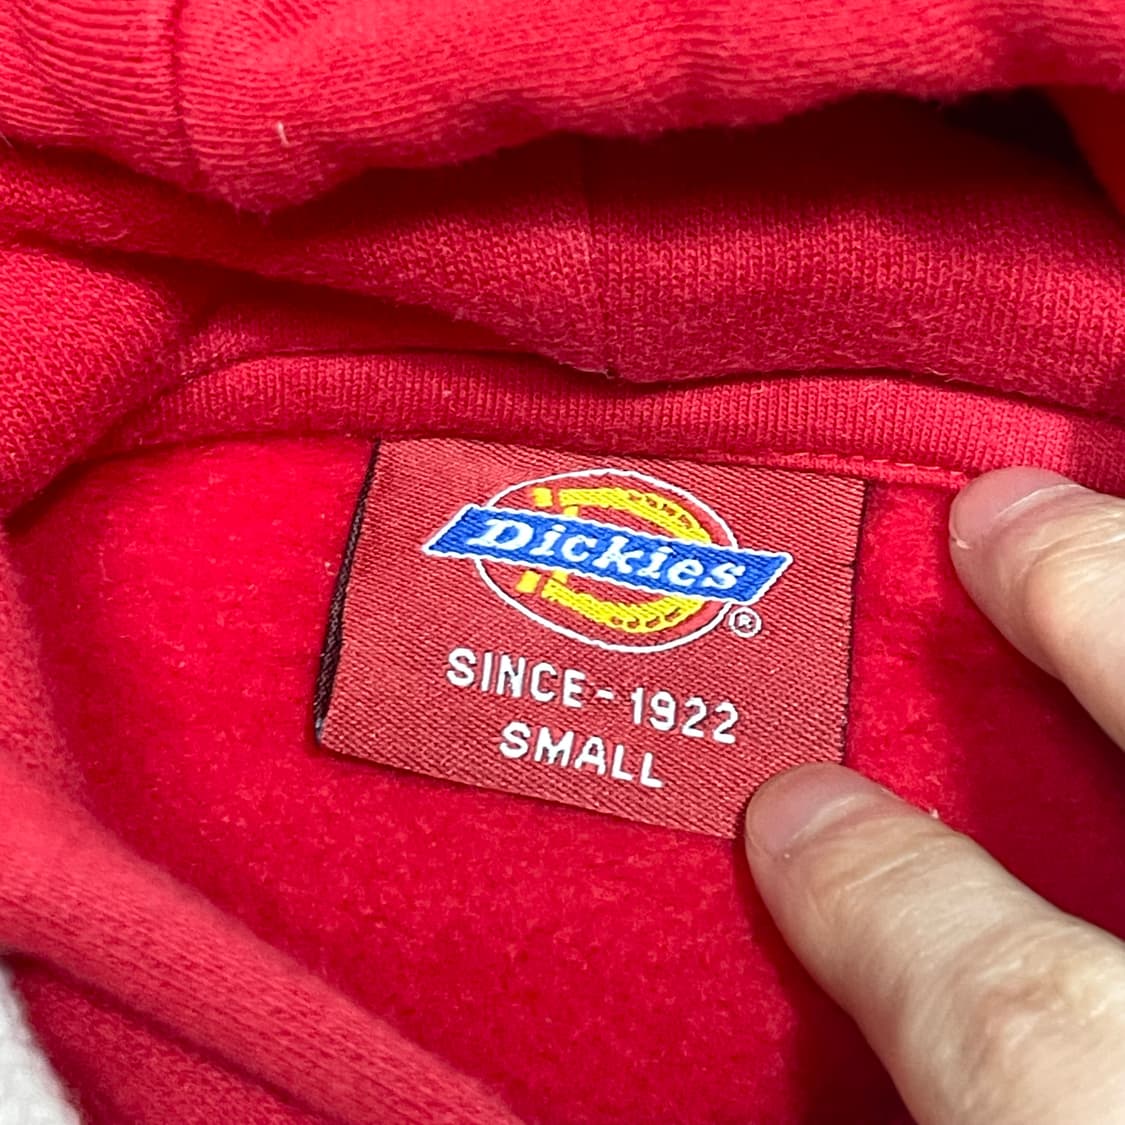 Dickies
®
SINCE-1922
SMALL